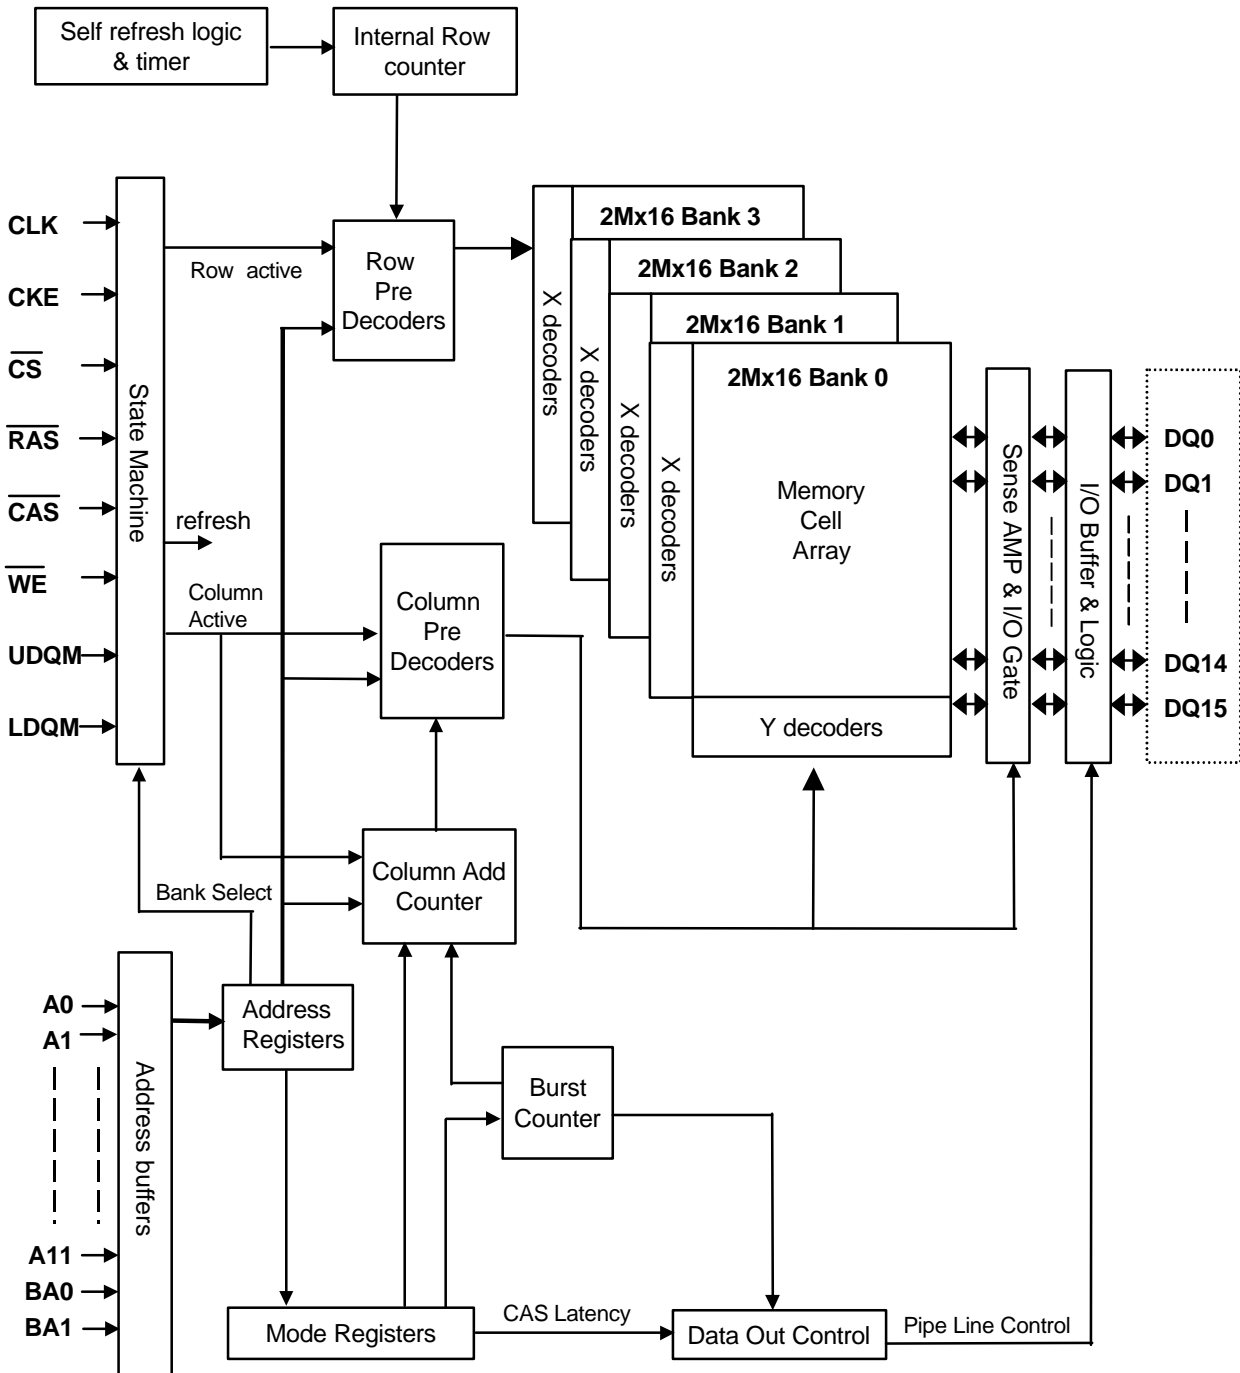 Self refresh logic
& timer
Internal Row
counter
CLK
CKE
CS
RAS
CAS
WE
UDQM
LDQM
State Machine
Row active
refresh
Column
Active
Bank Select
Row
Pre
Decoders
Column
Pre
Decoders
Column Add
Counter
2Mx16 Bank 3
2Mx16 Bank 2
2Mx16 Bank 1
2Mx16 Bank 0
X decoders
X decoders
X decoders
X decoders
Memory
Cell
Array
Y decoders
Sense AMP & I/O Gate
I/O Buffer & Logic
DQ0
DQ1
DQ14
DQ15
A0
A1
A11
BA0
BA1
Address buffers
Address
Registers
Burst
Counter
Mode Registers
CAS Latency
Data Out Control
Pipe Line Control